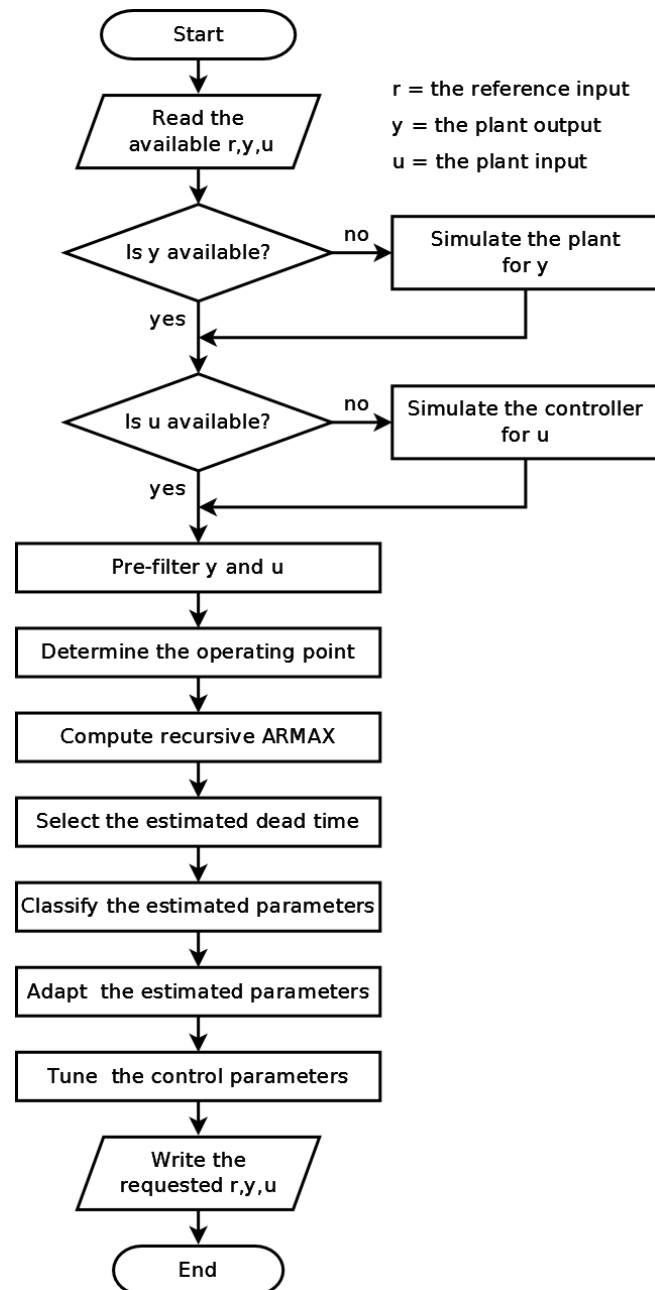 Start
Read the
available r,y,u
r = the reference input
y = the plant output
u = the plant input
Is y available?
no
Simulate the plant
for y
yes
Is u available?
no
Simulate the controller
for u
yes
Pre-filter y and u
Determine the operating point
Compute recursive ARMAX
Select the estimated dead time
Classify the estimated parameters
Adapt the estimated parameters
Tune the control parameters
Write the
requested r,y,u
End